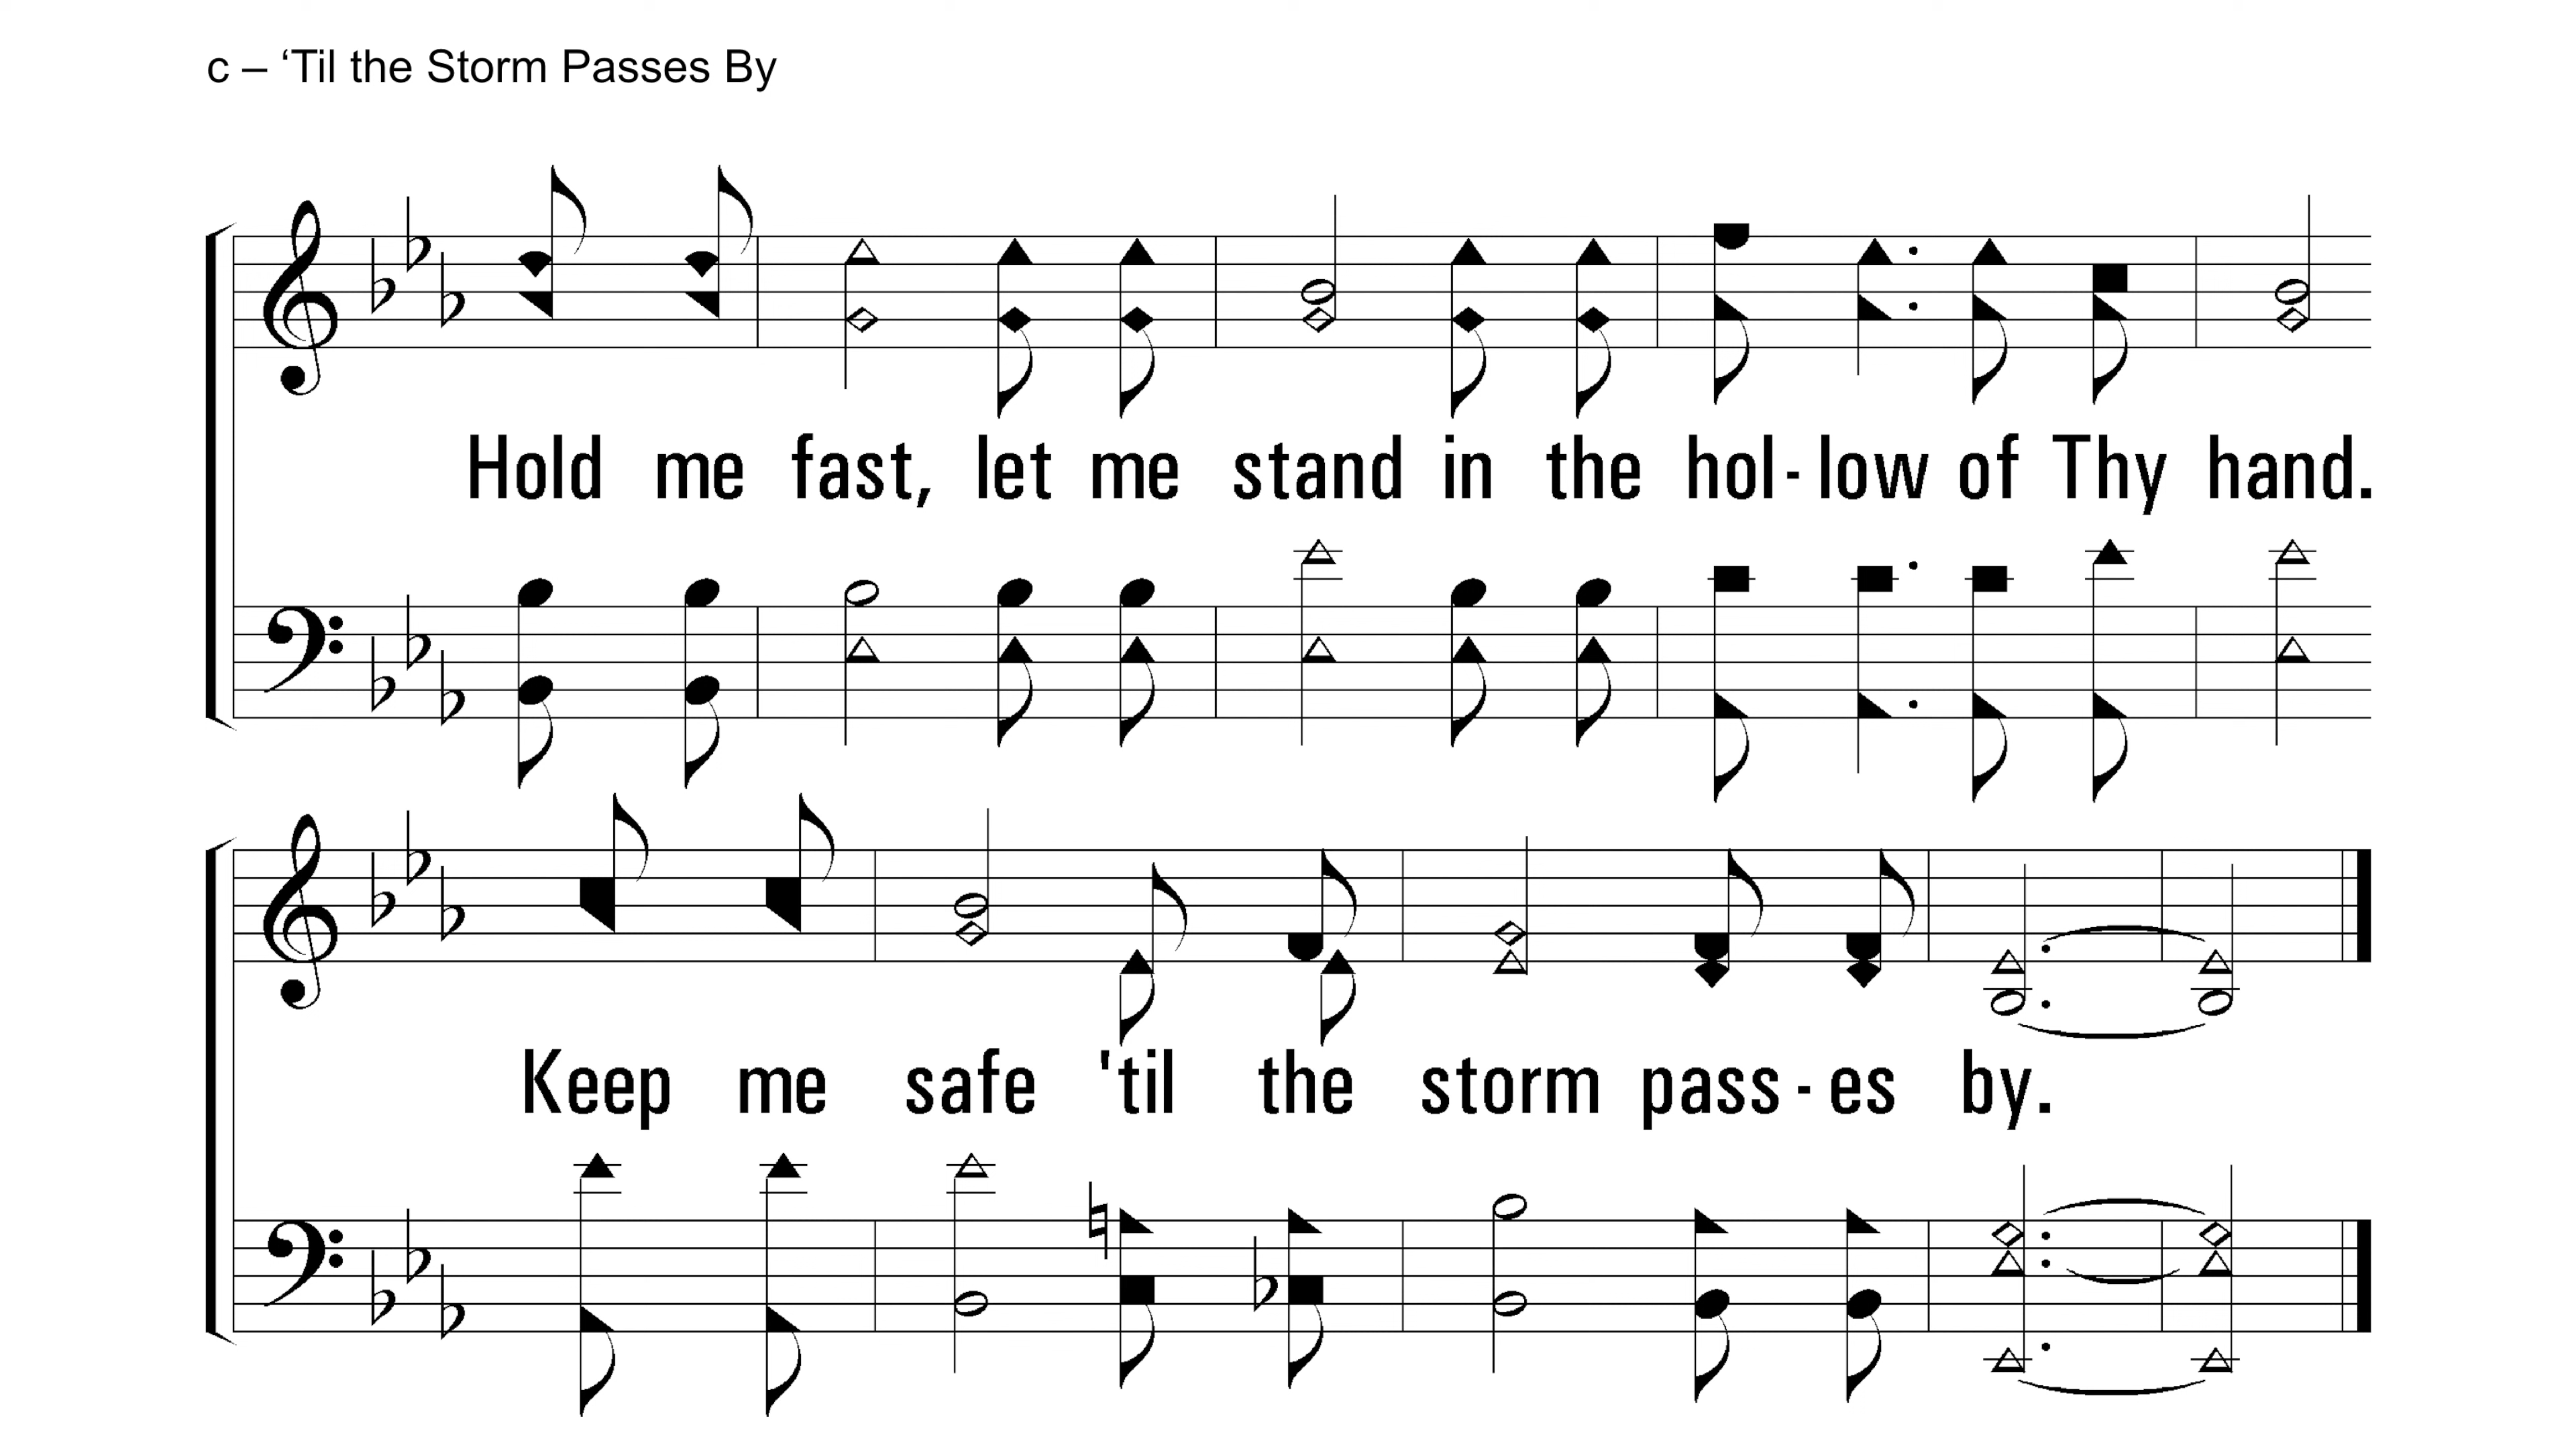 c – ‘Til the Storm Passes By
Hold me fast, let me stand in the hol - low of Thy hand.
Keep me safe 'til the storm pass - es by.